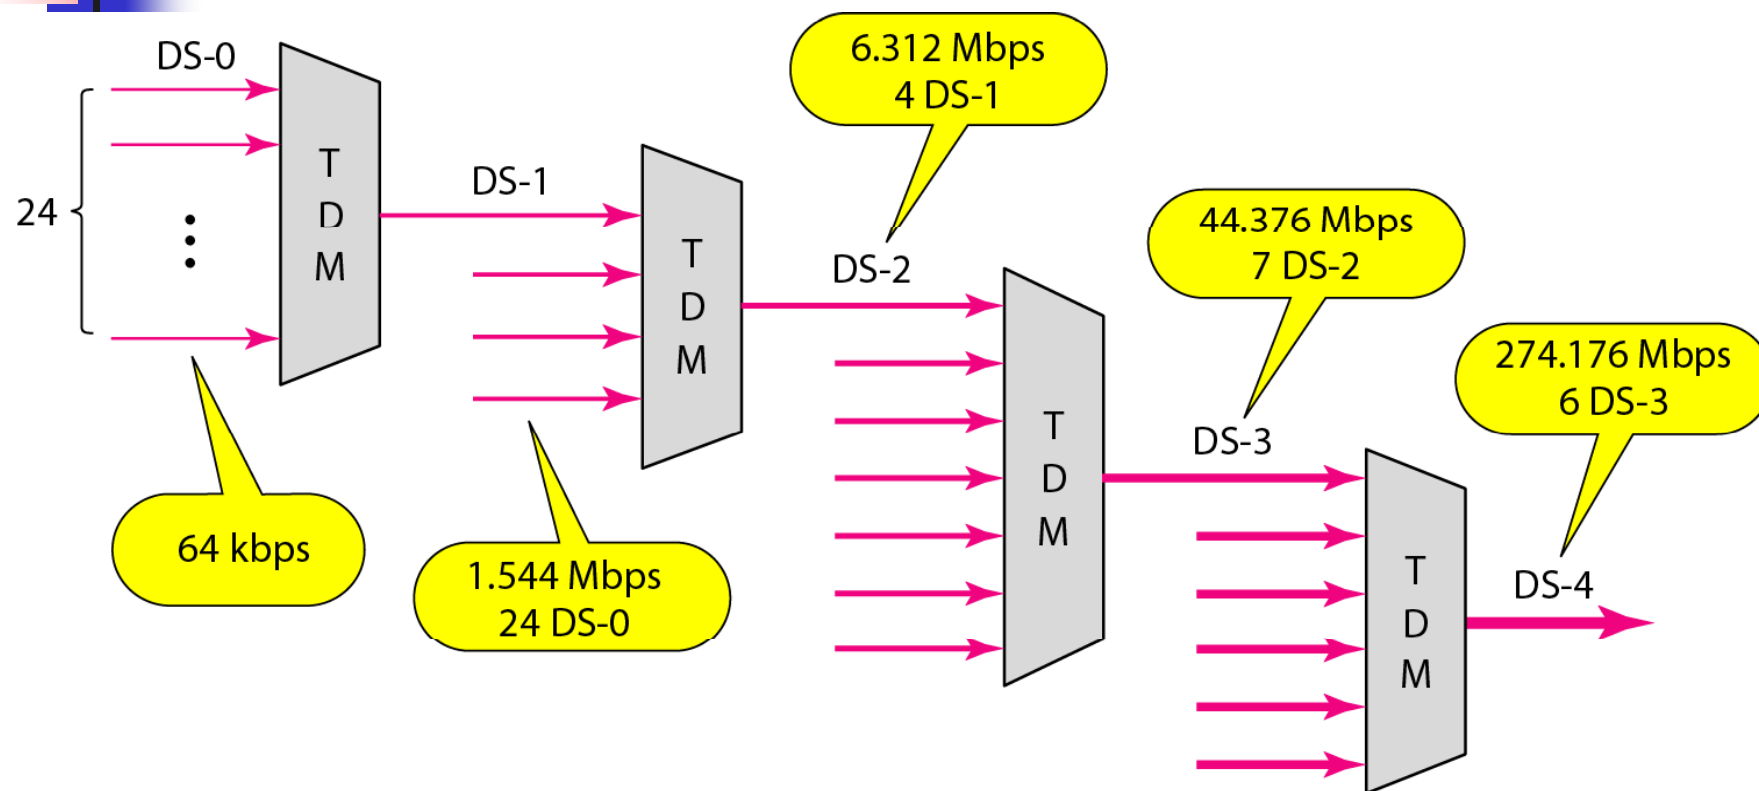 DS-0
24
T
D
M
64 kbps
DS-1
1.544 Mbps
24 DS-0
T
D
M
6.312 Mbps
4 DS-1
DS-2
T
D
M
44.376 Mbps
7 DS-2
DS-3
T
D
M
274.176 Mbps
6 DS-3
DS-4